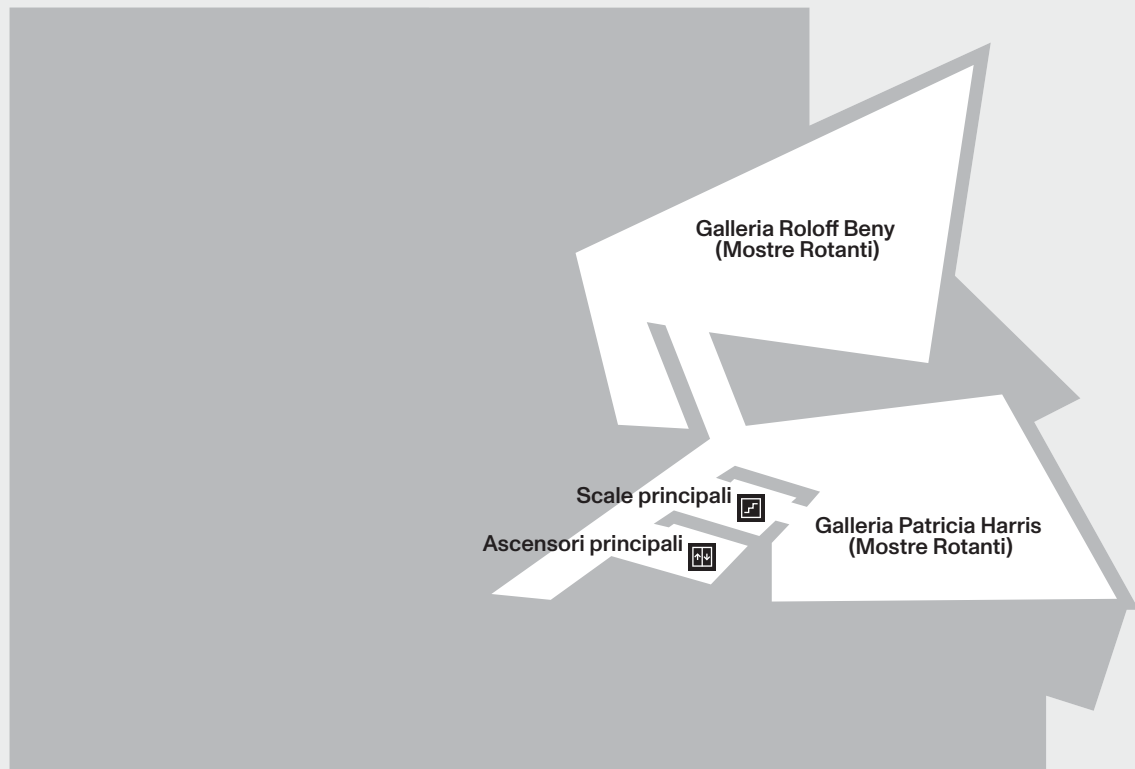 Galleria Roloff Beny
(Mostre Rotanti)
Scale principali
Ascensori principali
Galleria Patricia Harris
(Mostre Rotanti)